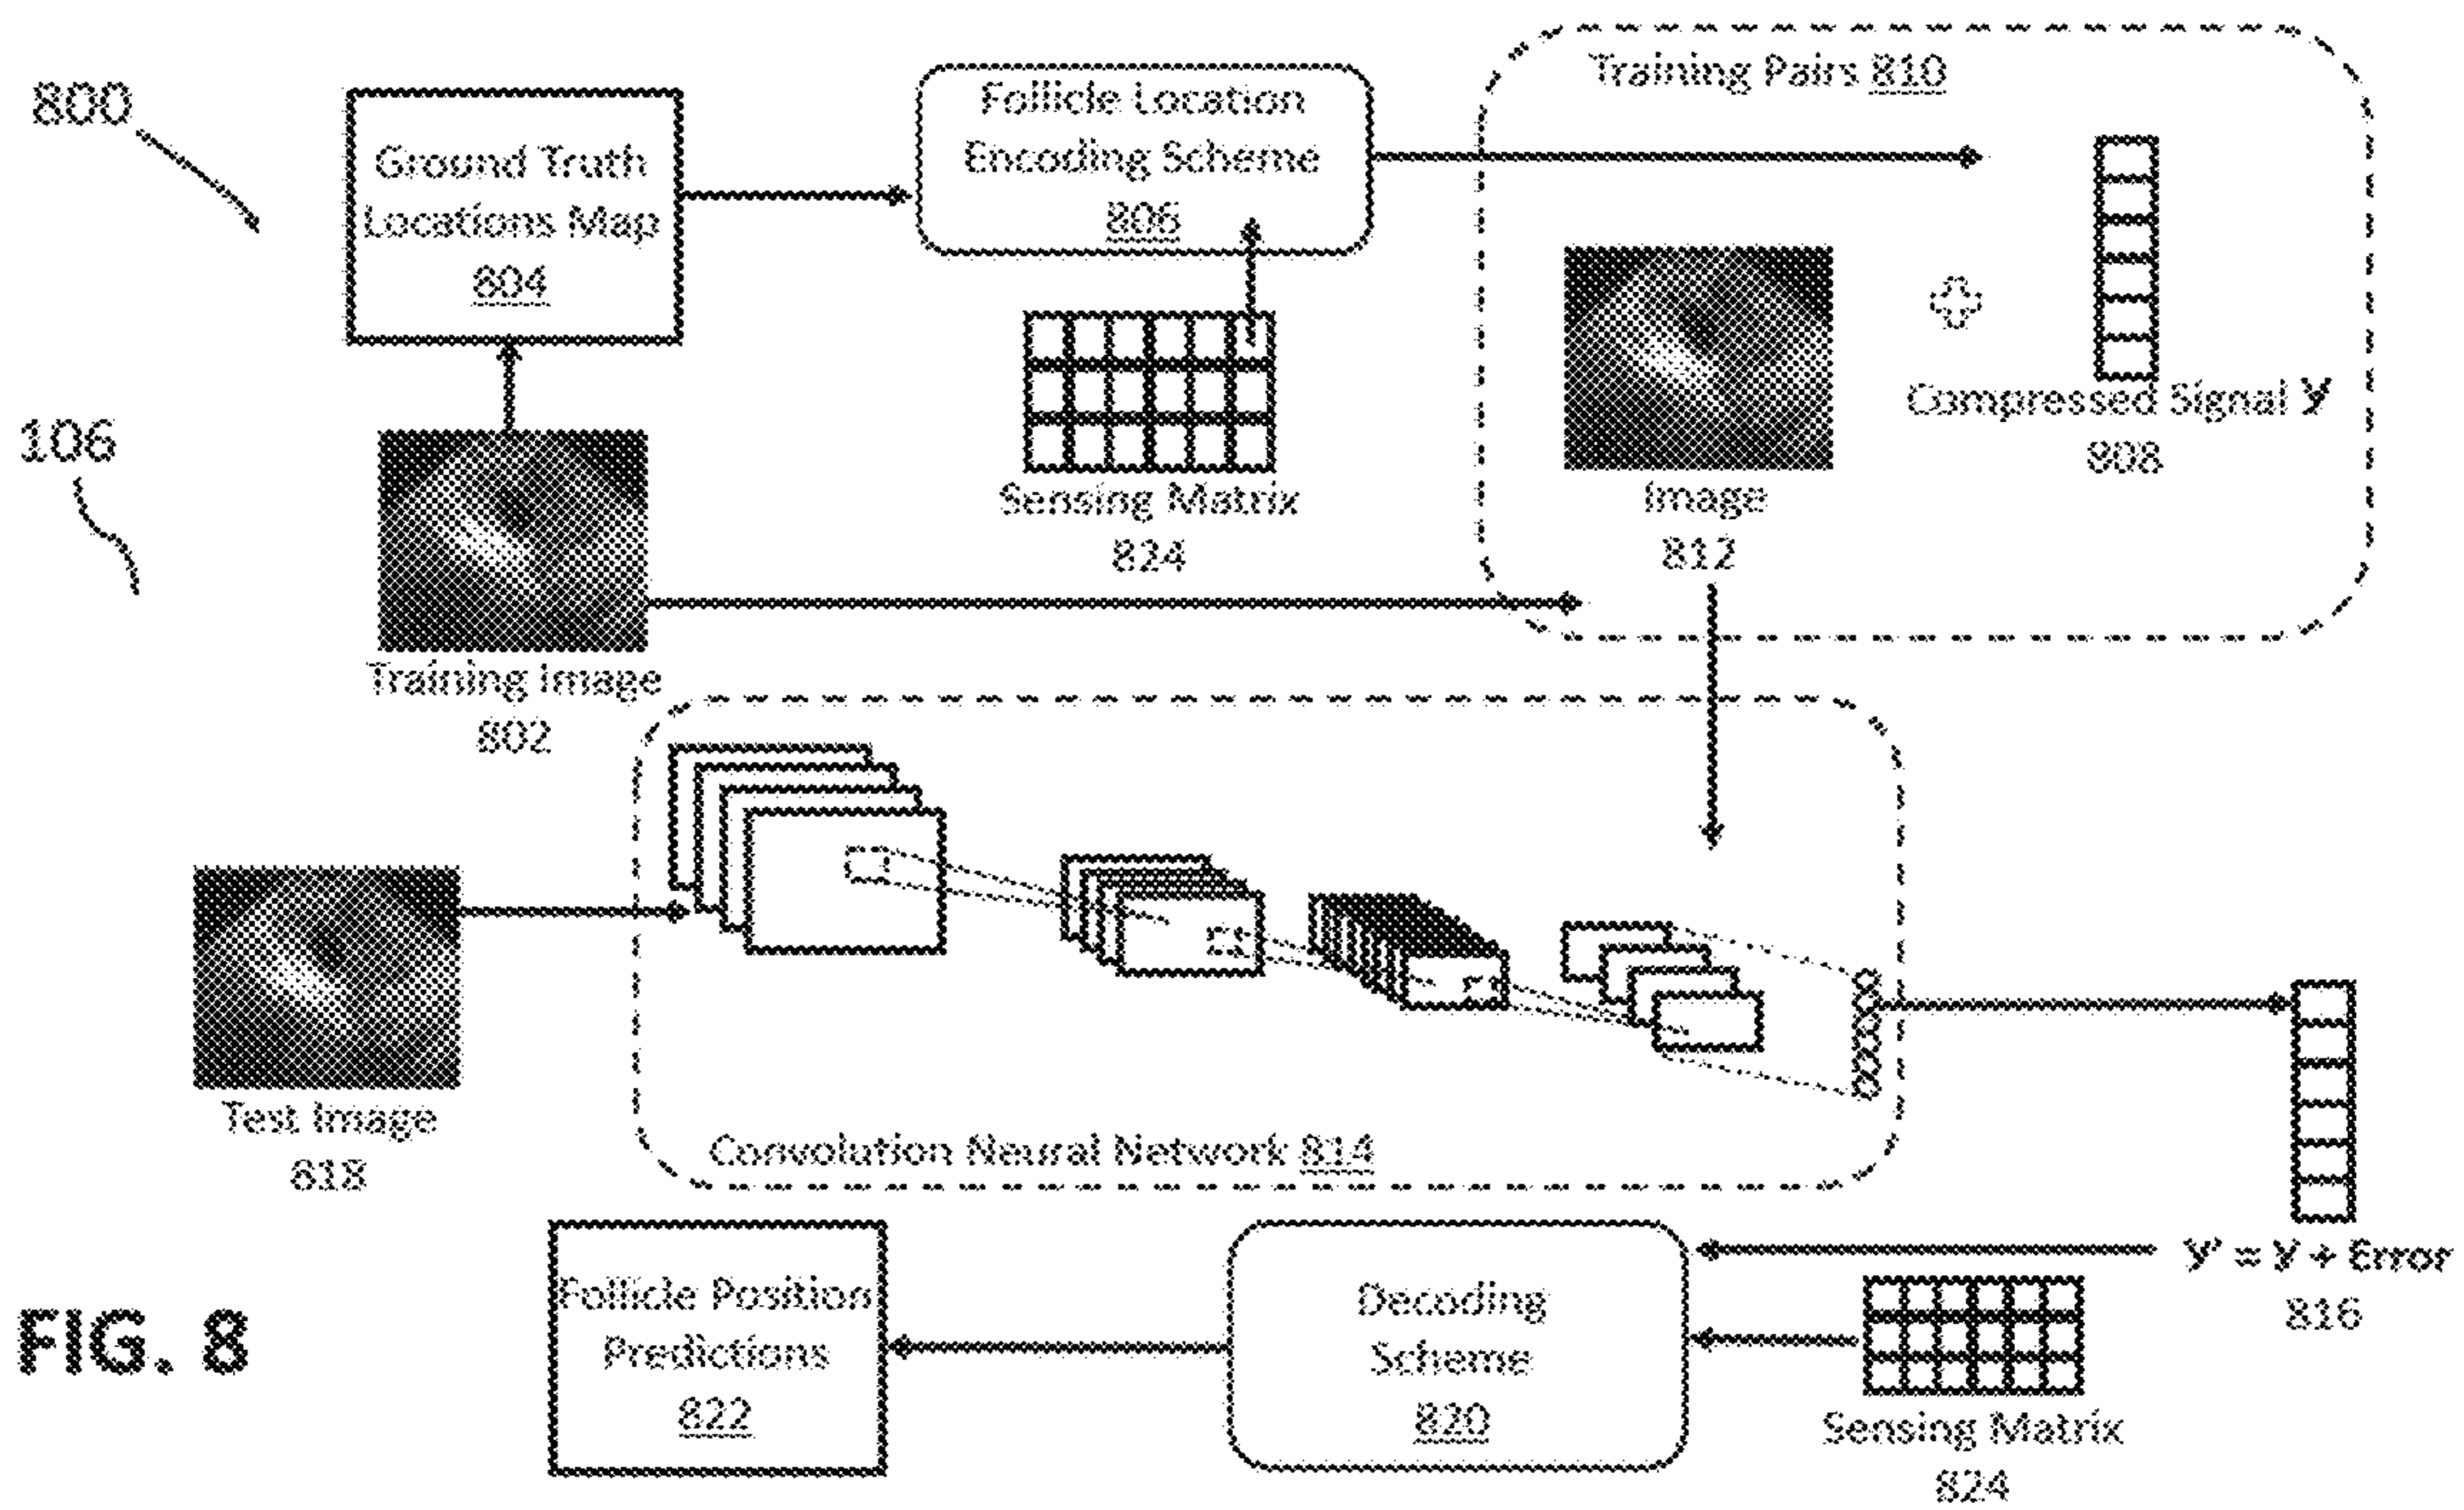 800
Ground Truth
Locations Map
804
Follicle Location
Encoding Scheme
806
Training Pairs 810
106
Sensing Matrix
824
Compressed Signal y
808
Image
812
Training Image
802
Test Image
818
Convolution Neural Network 814
y' = y + Error
816
Follicle Position
Predictions
822
Decoding
Scheme
820
Sensing Matrix
824
FIG. 8